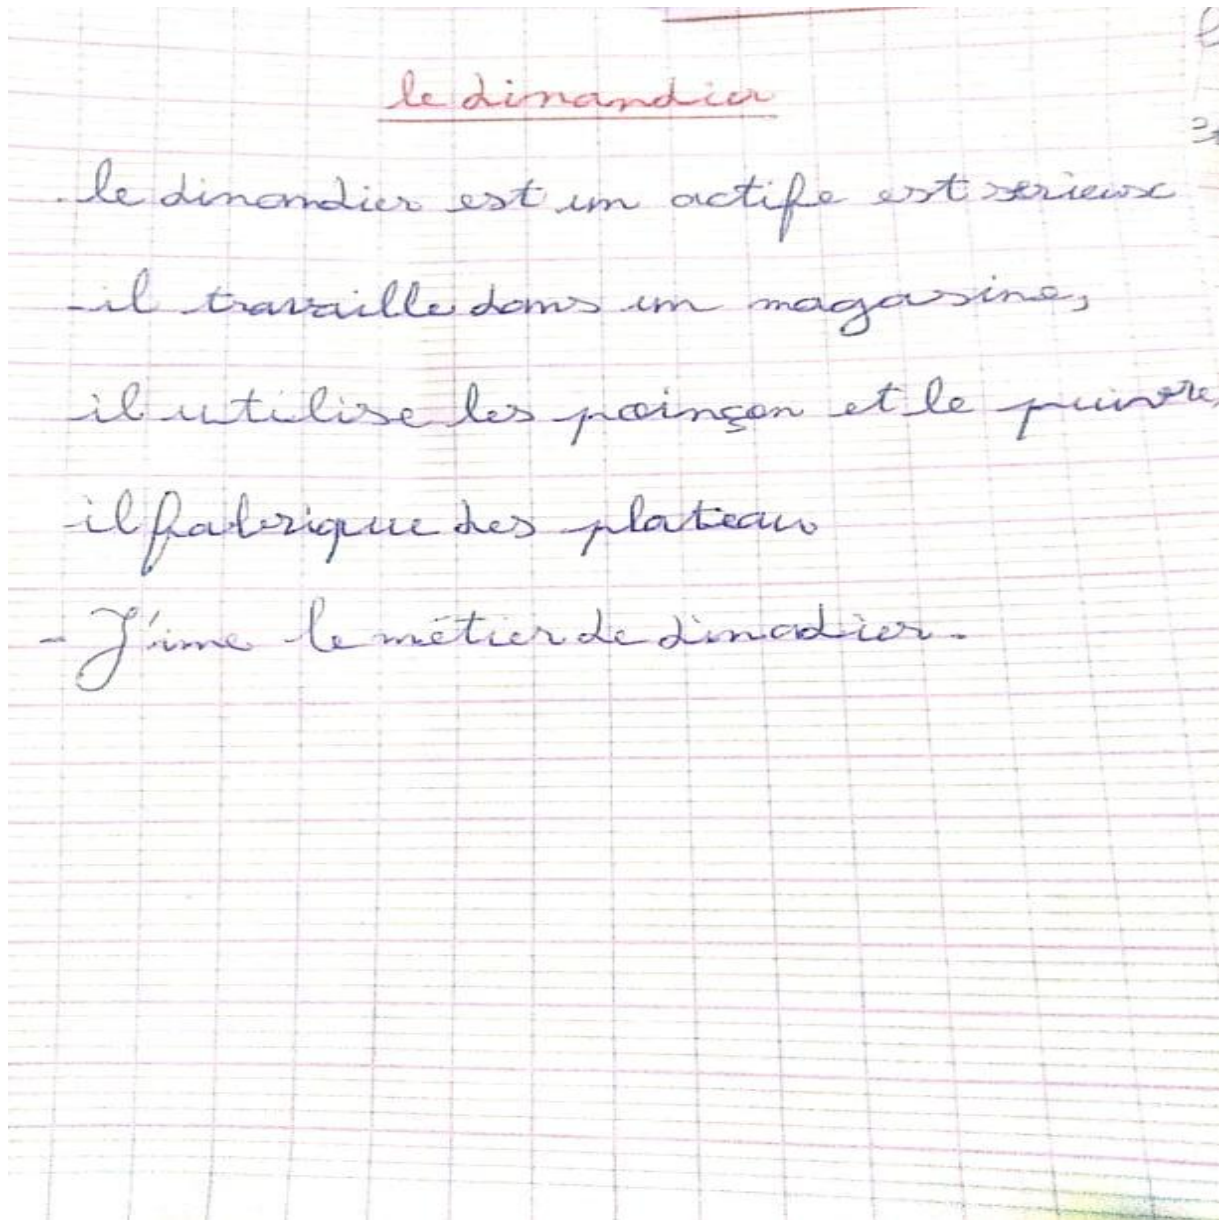 le dinandier
- le dinandier est un actife est serieux
- il travaille dans un magasine,
il utilise les poinçon et le puivre,
- il fabrique des plateau
- J'ime le métier de dinadier.